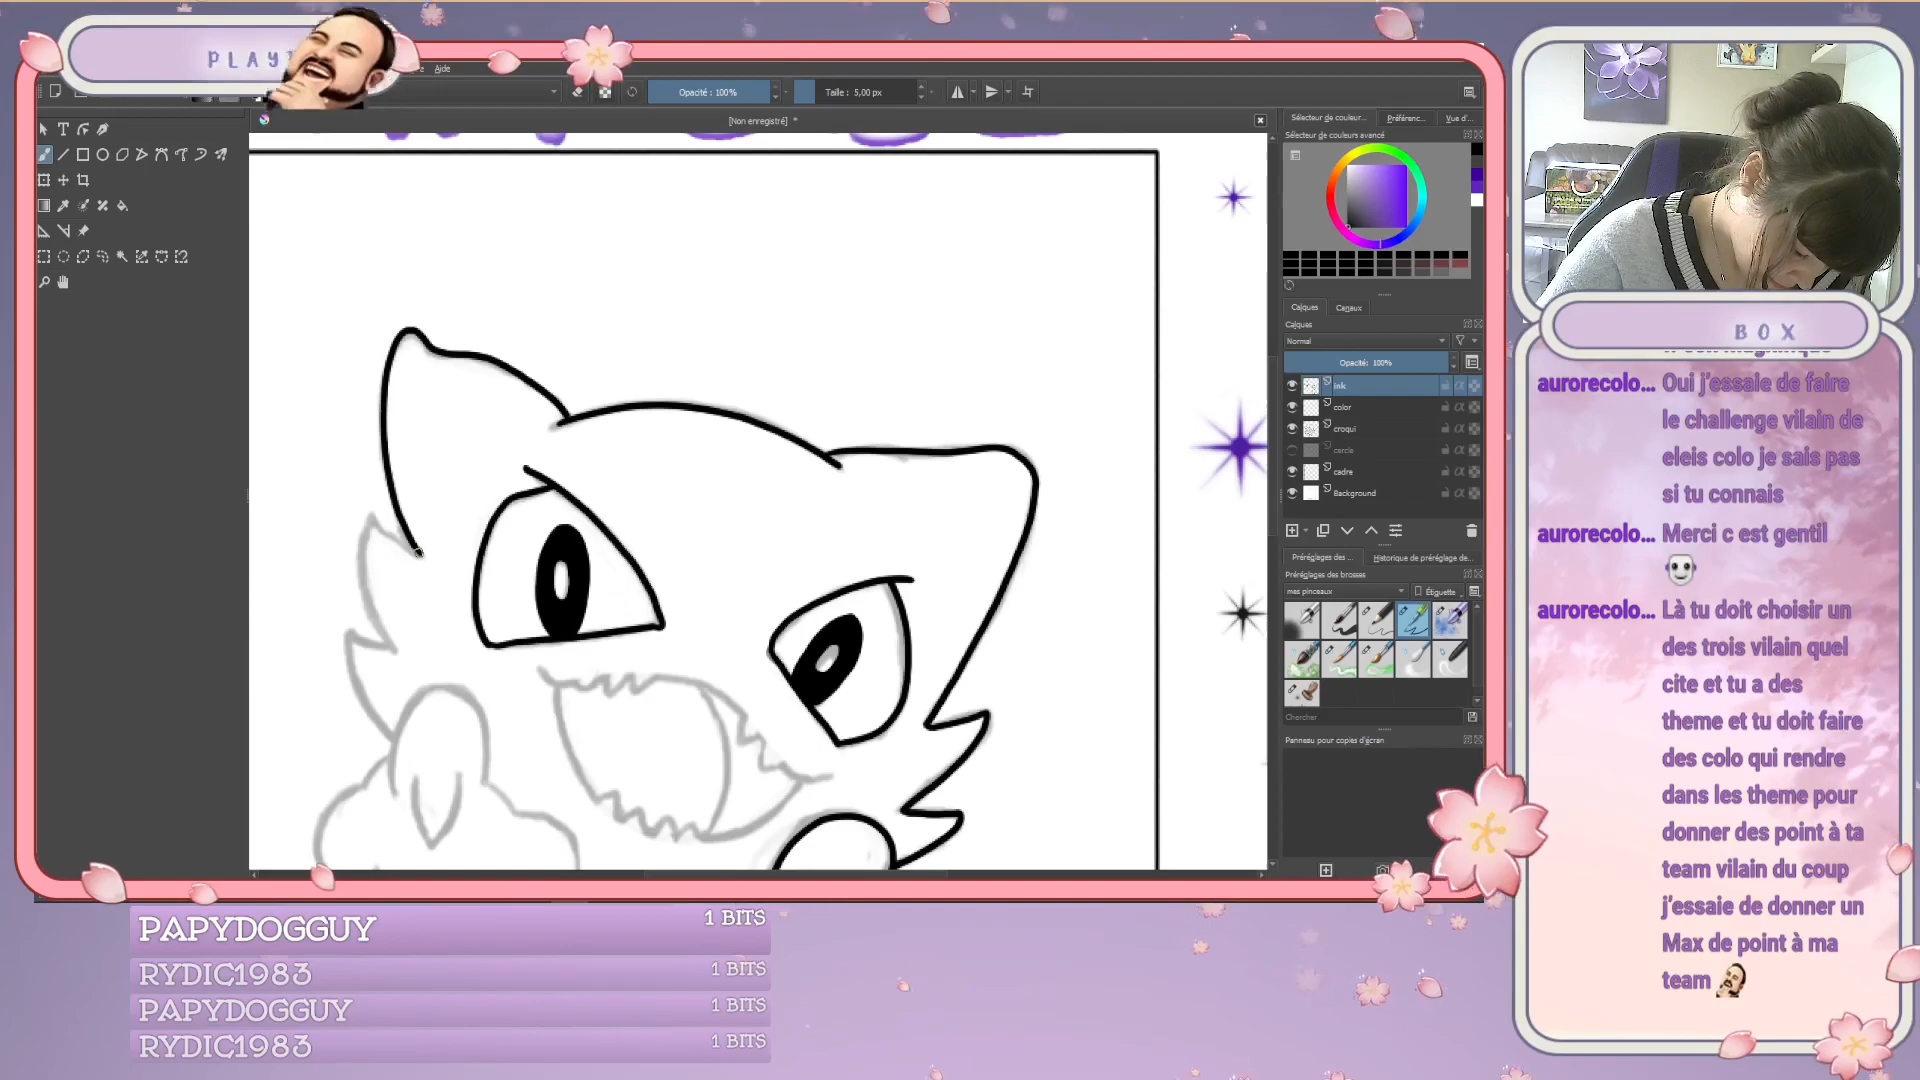 PLAY
Aide
Opacité : 100%
Taille : 5,00 px
[Non enregistré] *
Sélecteur de couleur...
Préférenc...
Vue d'...
Sélecteur de couleurs avancé
Calques
Canaux
Calques
Normal
Opacité: 100%
ink
color
croqui
cercle
cadre
Background
Préréglages des ...
Historique de préréglage de...
Préréglages des brosses
mes pinceaux
Étiquette
Chercher
Panneau pour copies d'écran
BOX
aurorecolo... Oui j'essaie de faire
le challenge vilain de
eleis colo je sais pas
si tu connais
aurorecolo... Merci c est gentil
aurorecolo... Là tu doit choisir un
des trois vilain quel
cite et tu a des
theme et tu doit faire
des colo qui rendre
dans les theme pour
donner des point à ta
team vilain du coup
j'essaie de donner un
Max de point à ma
team
PAPYDOGGUY 1 BITS
RYDIC1983 1 BITS
PAPYDOGGUY 1 BITS
RYDIC1983 1 BITS